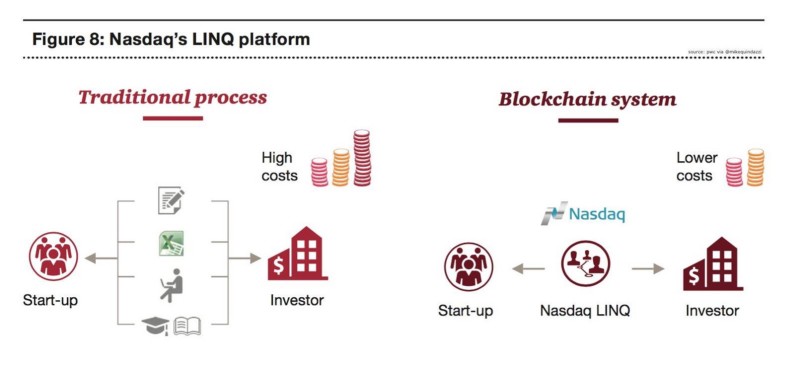 Figure 8: Nasdaq's LINQ platform
source: pwc via @mikequindazzi
Traditional process
High
costs
Start-up
Investor
Blockchain system
Lower
costs
Nasdaq
Start-up
Nasdaq LINQ
Investor